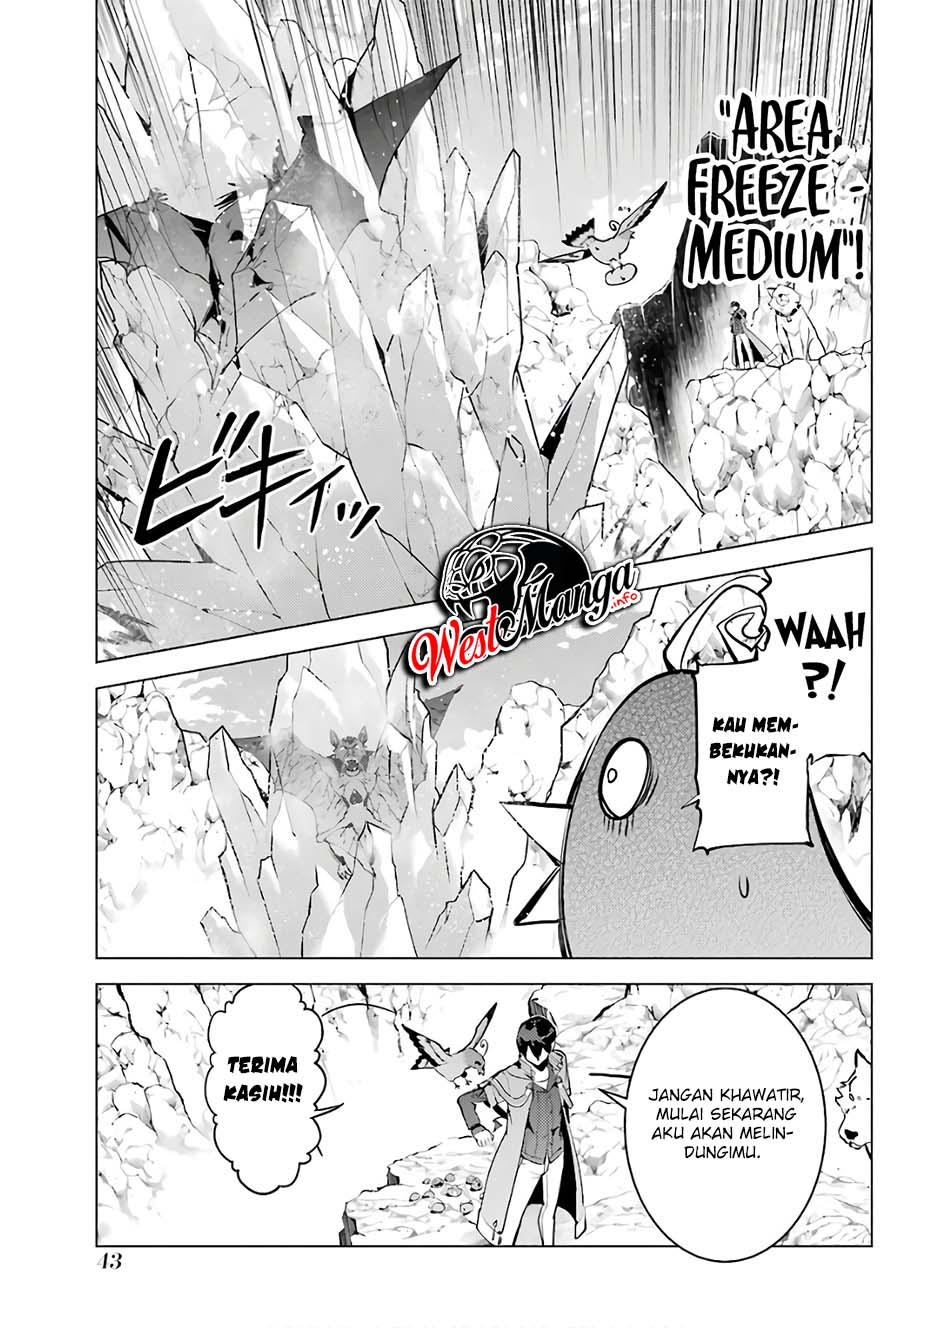 "AREA
FREEZE -
MEDIUM"!
ビキィッ
WestManga
.info
WAAH
?!
KAU MEM-
BEKUKAN-
NYA?!
TERIMA
KASIH!!!
JANGAN KHAWATIR,
MULAI SEKARANG
AKU AKAN MELIN-
DUNGIMU.
43